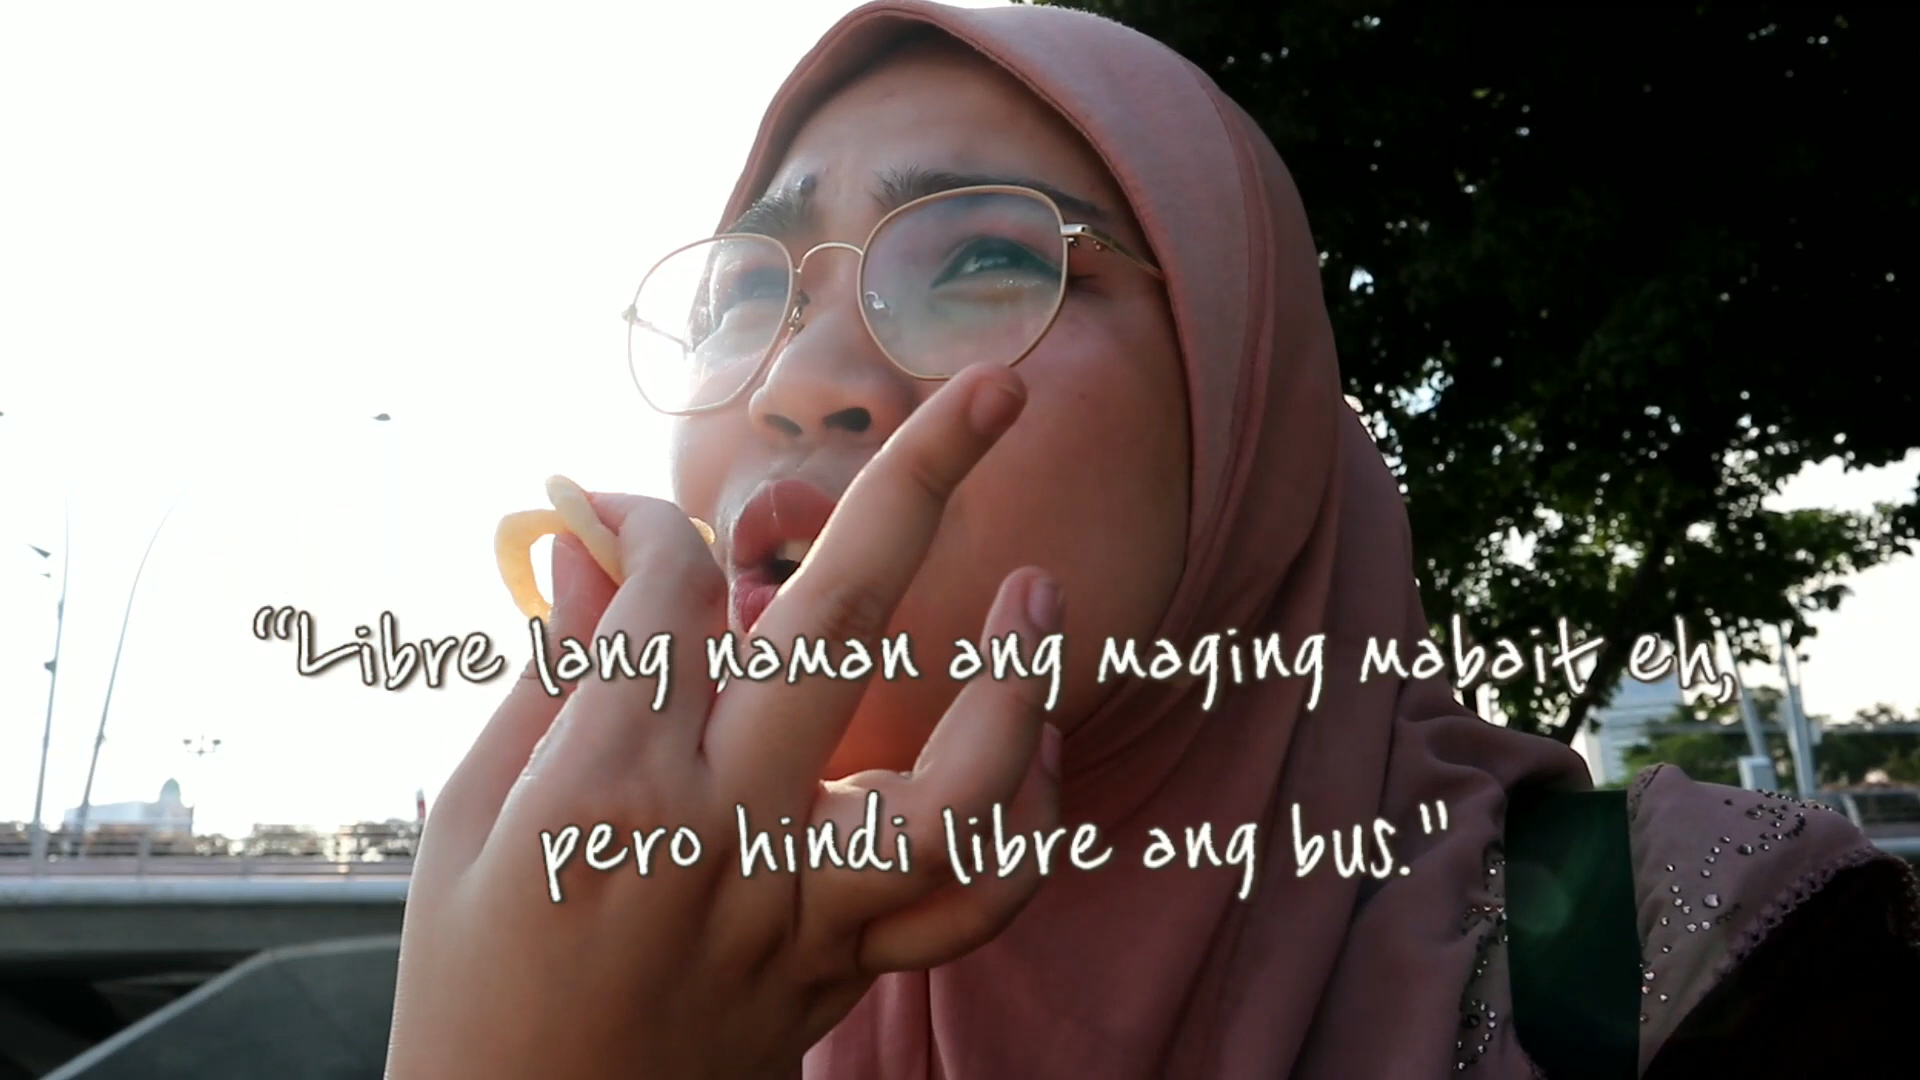 “Libre lang naman ang maging mabait eh,
pero hindi libre ang bus."